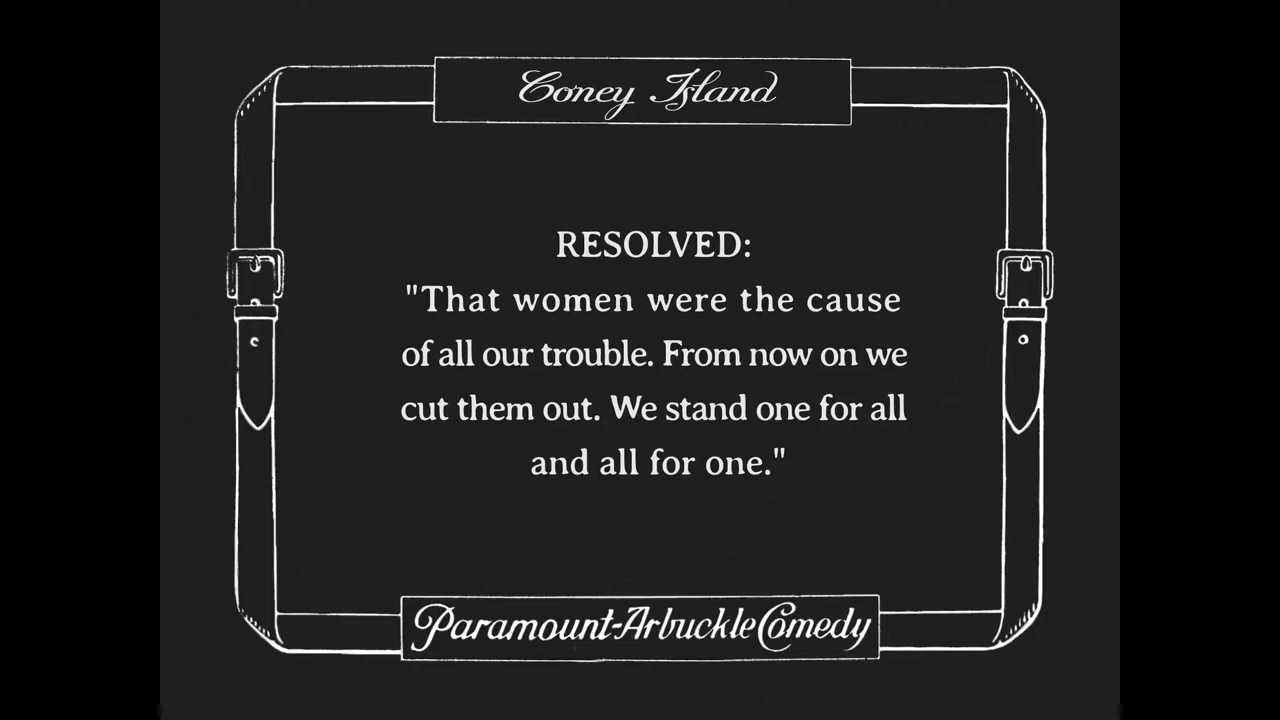 Coney Island
RESOLVED:
"That women were the cause
of all our trouble. From now on we
cut them out. We stand one for all
and all for one."
Paramount-Arbuckle Comedy